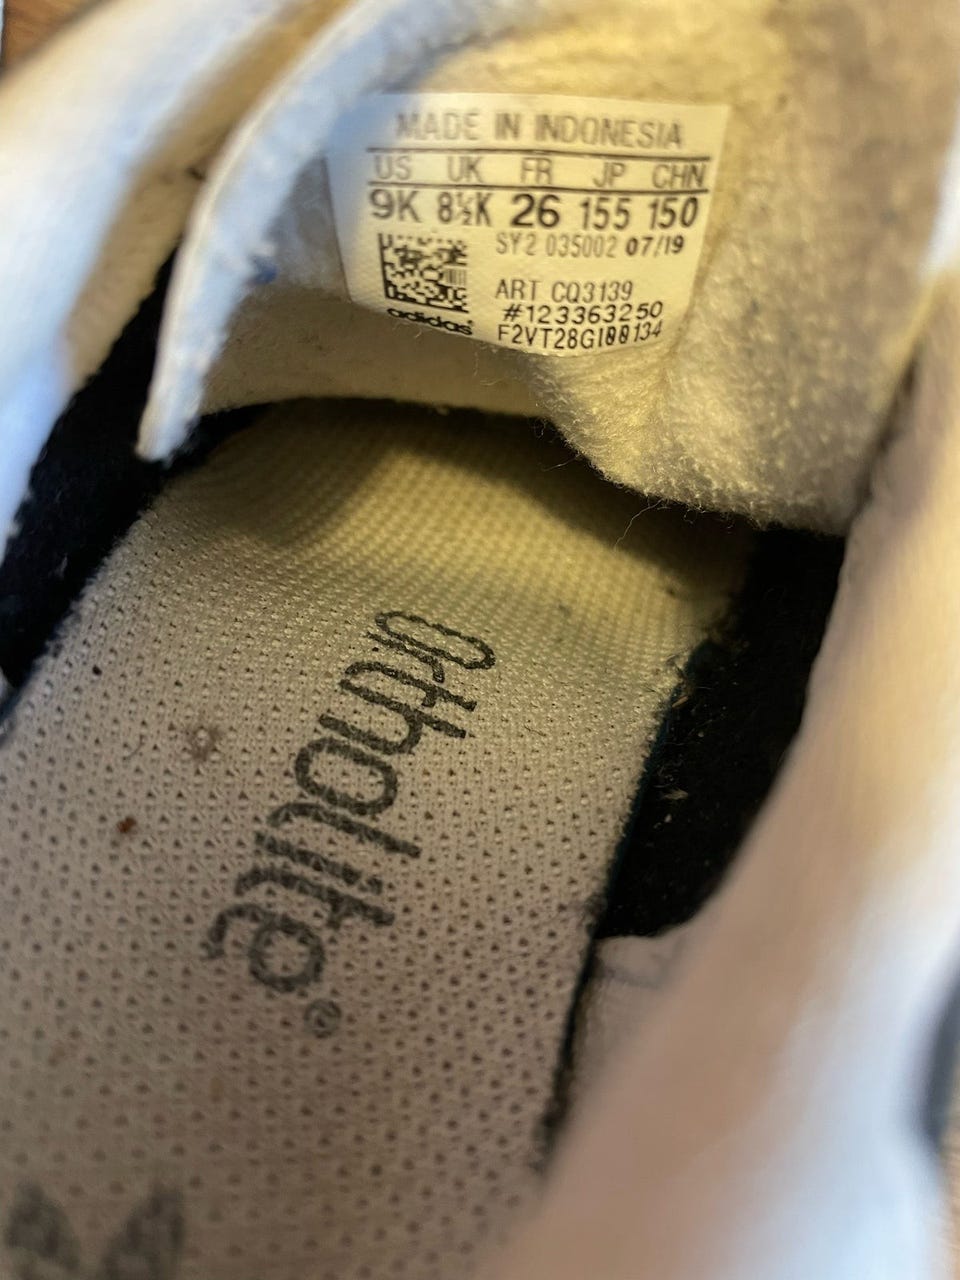 MADE IN INDONESIA
US UK FR JP CHN
9K 8½K 26 155 150
SY2 035002 07/19
ART CQ3139
#123363250
F2VT28GI00134
adidas
ortholite®